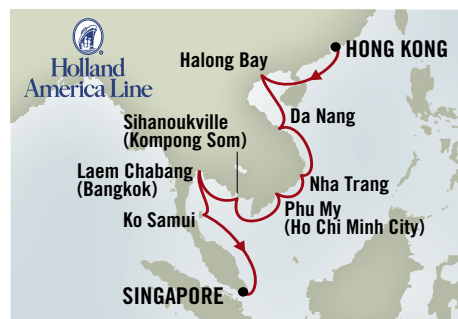 Holland
America Line
HONG KONG
Halong Bay
Da Nang
Sihanoukville
(Kompong Som)
Laem Chabang
(Bangkok)
Nha Trang
Phu My
(Ho Chi Minh City)
Ko Samui
SINGAPORE